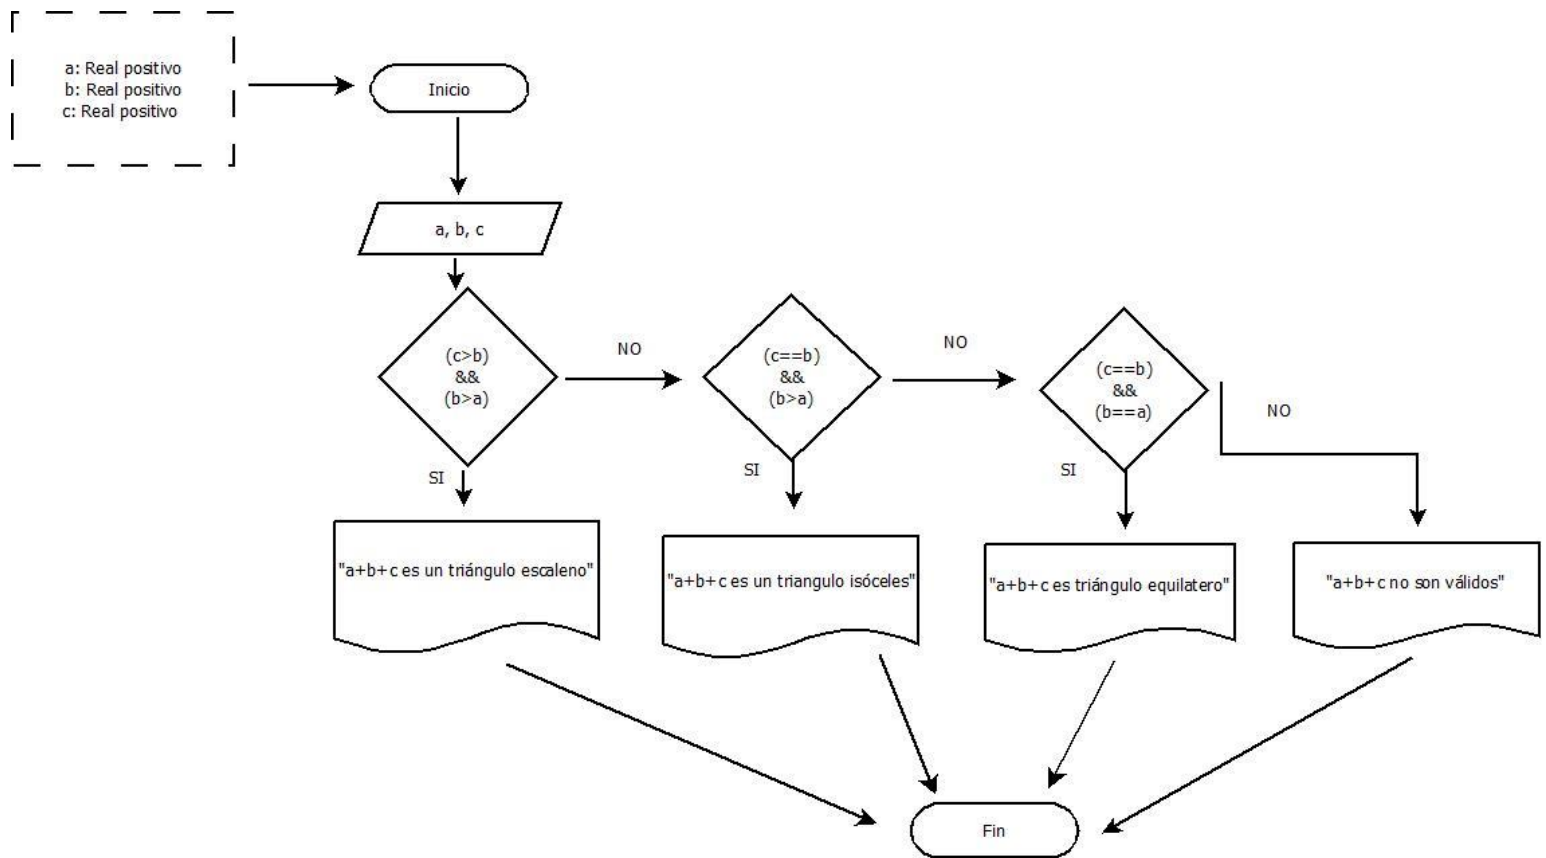 a: Real positivo
b: Real positivo
c: Real positivo
Inicio
a, b, c
(c>b)
&&
(b>a)
NO
(c==b)
&&
(b>a)
NO
(c==b)
&&
(b==a)
NO
SI
SI
SI
"a+b+c es un triángulo escaleno"
"a+b+c es un triangulo isóceles"
"a+b+c es triángulo equilatero"
"a+b+c no son válidos"
Fin